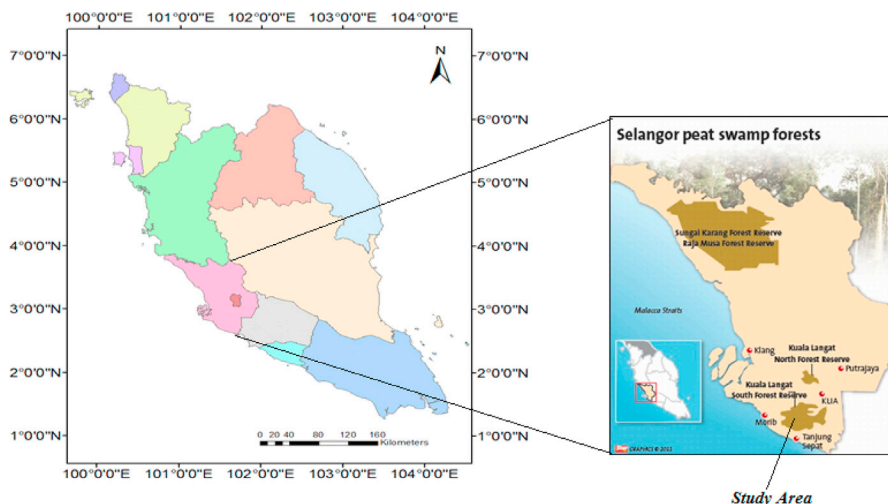 100°0'0"E 101°0'0"E 102°0'0"E 103°0'0"E 104°0'0"E
N
7°0'0"N 7°0'0"N
6°0'0"N 6°0'0"N
5°0'0"N 5°0'0"N
4°0'0"N 4°0'0"N
3°0'0"N 3°0'0"N
2°0'0"N 2°0'0"N
1°0'0"N 1°0'0"N
0 20 40 80 120 160
Kilometers
100°0'0"E 101°0'0"E 102°0'0"E 103°0'0"E 104°0'0"E
Selangor peat swamp forests
Sungai Karang Forest Reserve
Raja Musa Forest Reserve
Malacca Straits
Klang
Kuala Langat
North Forest Reserve
Putrajaya
Kuala Langat
South Forest Reserve
KLIA
Morib
Tanjung
Sepat
GRAPHICS ©
Study Area